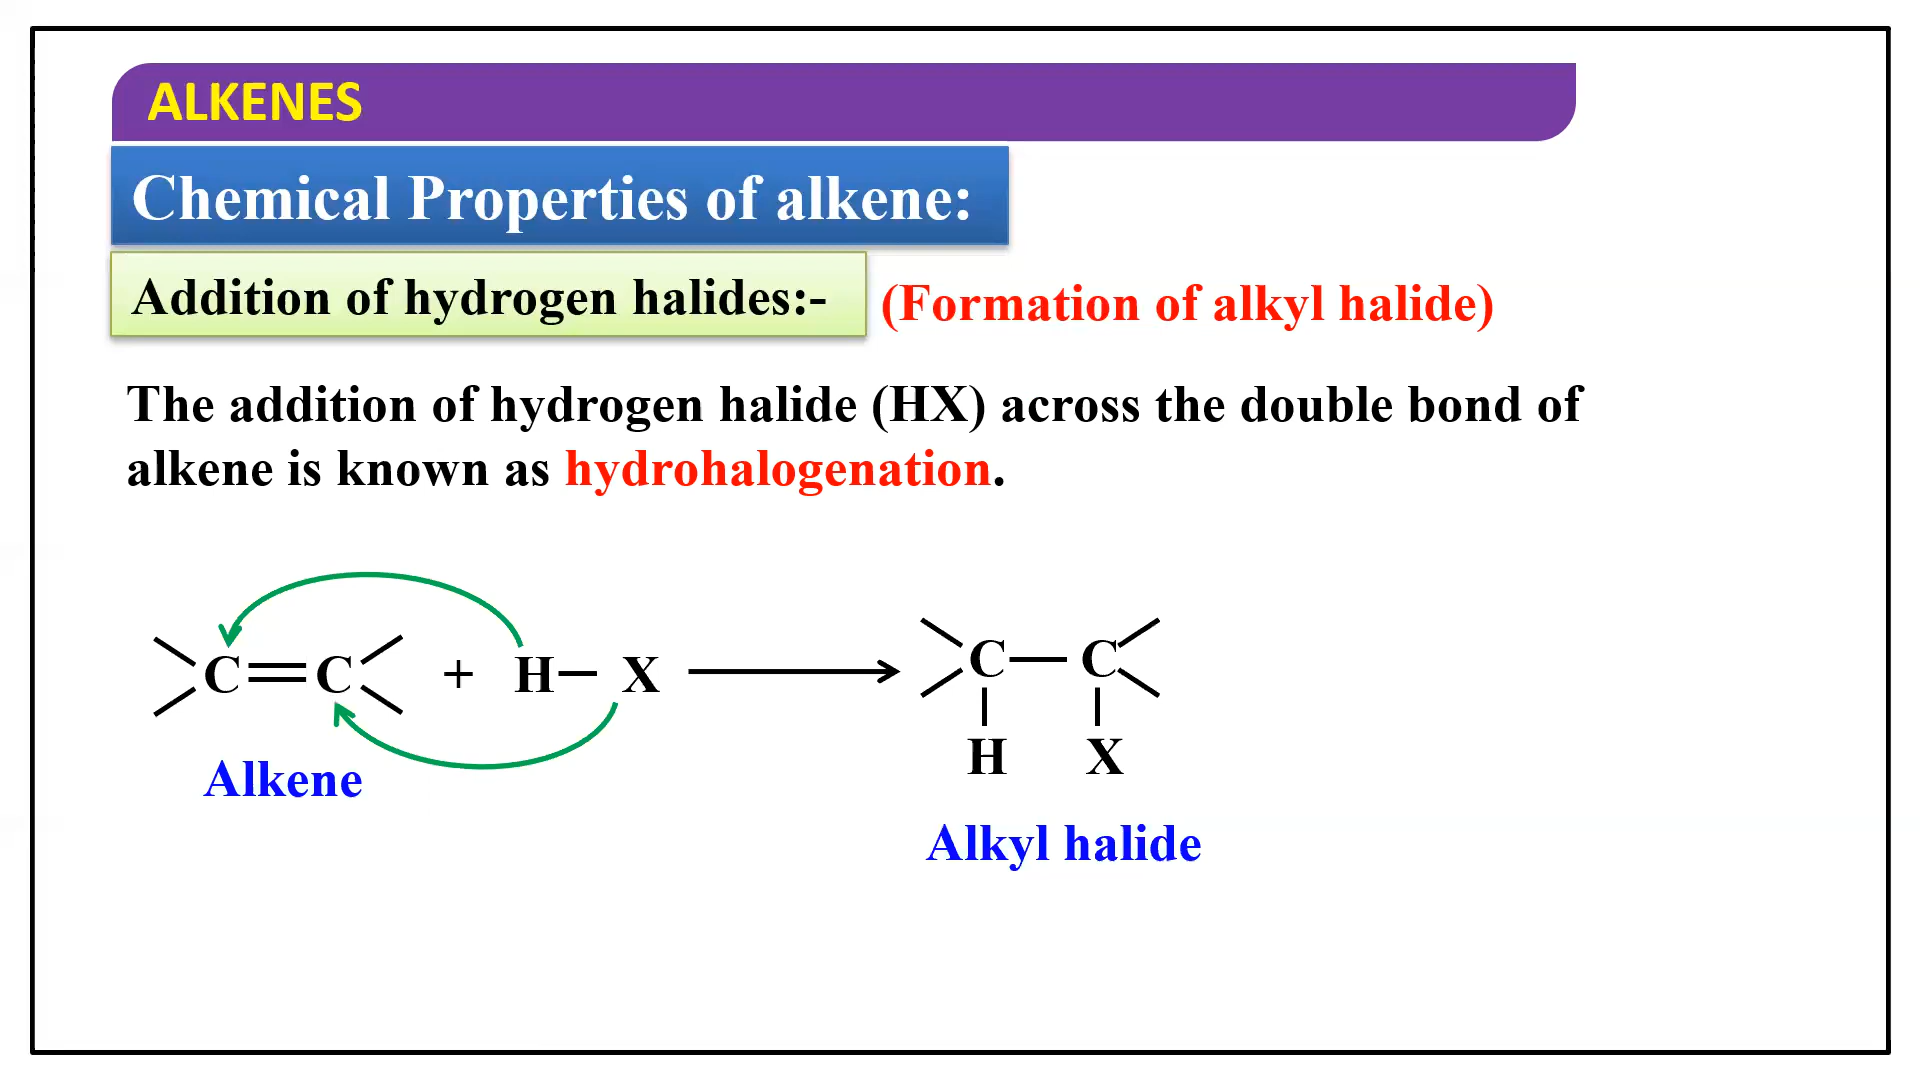 ALKENES
Chemical Properties of alkene:
Addition of hydrogen halides:- (Formation of alkyl halide)
The addition of hydrogen halide (HX) across the double bond of
alkene is known as hydrohalogenation.
C=C + H—X → C—C
H X
Alkene
Alkyl halide